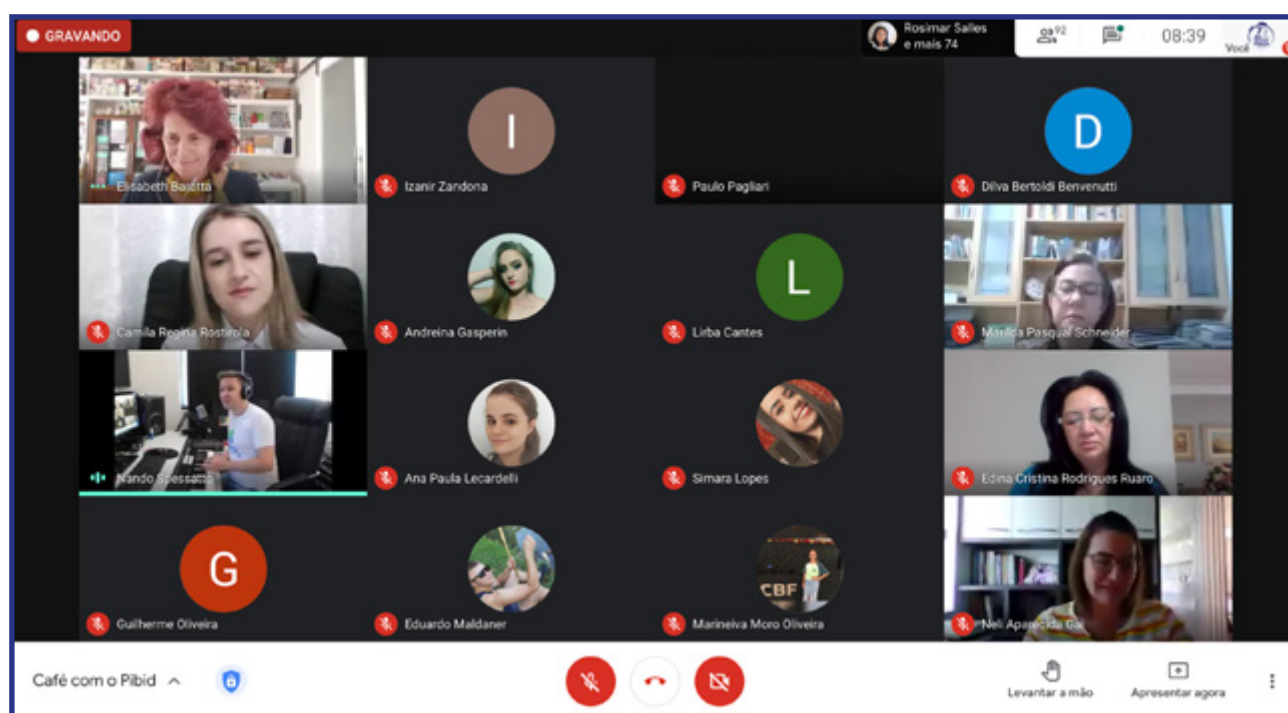 GRAVANDO
Rosimar Salles
e mais 74
92
08:39
Você
Elisabeth
I
Izanir Zandona
Paulo Pagliari
D
Dilva Bertoldi Benvenutti
Camila Regina Rostirola
Andreina Gasperin
L
Lirba Cantes
Marilda Pasqual Schneider
Nando Spessatto
Ana Paula Lecardelli
Simara Lopes
Edina Cristina Rodrigues Ruaro
G
Guilherme Oliveira
Eduardo Maldaner
CBF
Marineiva Moro Oliveira
Neli Aparecida Gai
Café com o Pibid
Levantar a mão
Apresentar agora